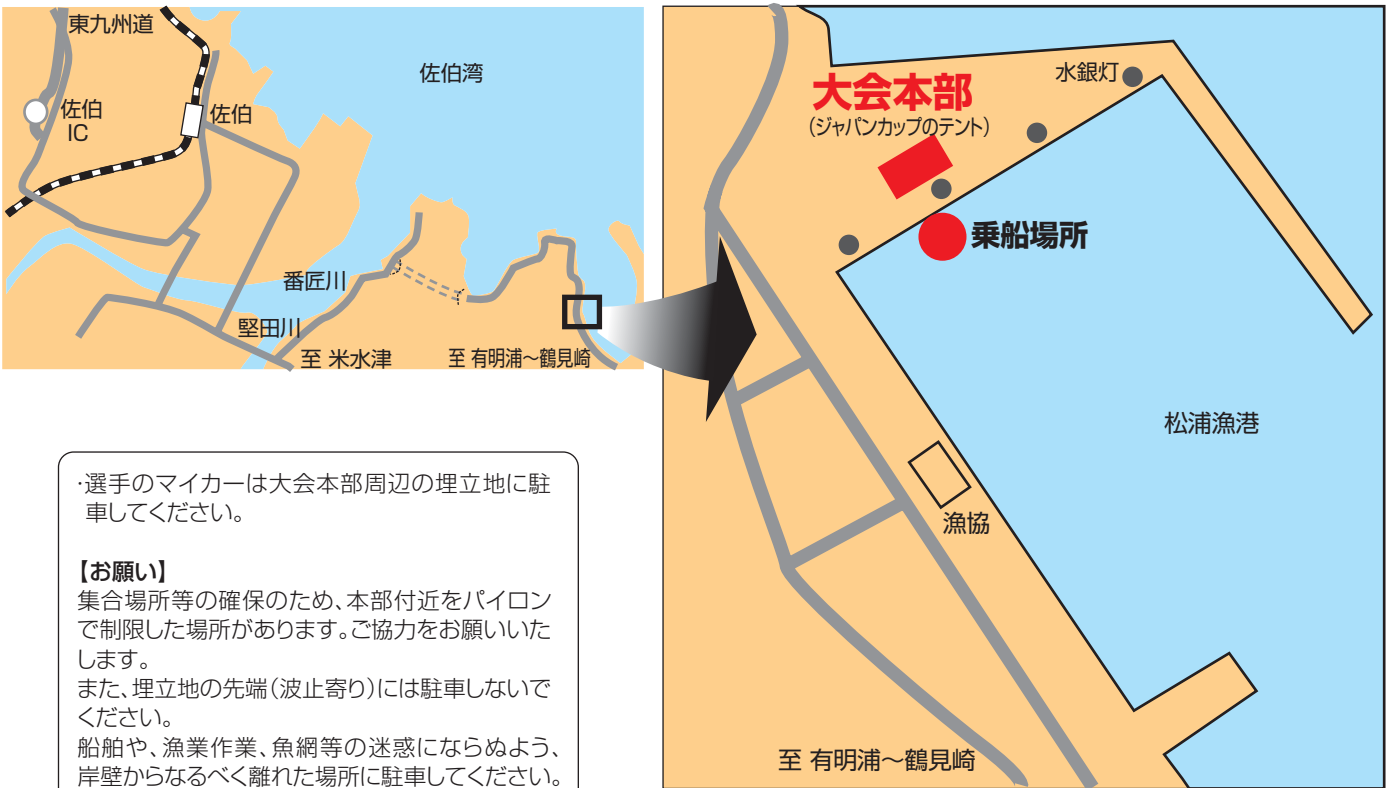 東九州道
佐伯湾
佐伯
IC
佐伯
番匠川
堅田川
至 米水津
至 有明浦～鶴見崎
大会本部
（ジャパンカップのテント）
水銀灯
乗船場所
松浦漁港
漁協
至 有明浦～鶴見崎
・選手のマイカーは大会本部周辺の埋立地に駐
車してください。
【お願い】
集合場所等の確保のため、本部付近をパイロン
で制限した場所があります。ご協力をお願いいた
します。
また、埋立地の先端（波止寄り）には駐車しないで
ください。
船舶や、漁業作業、魚網等の迷惑にならぬよう、
岸壁からなるべく離れた場所に駐車してください。